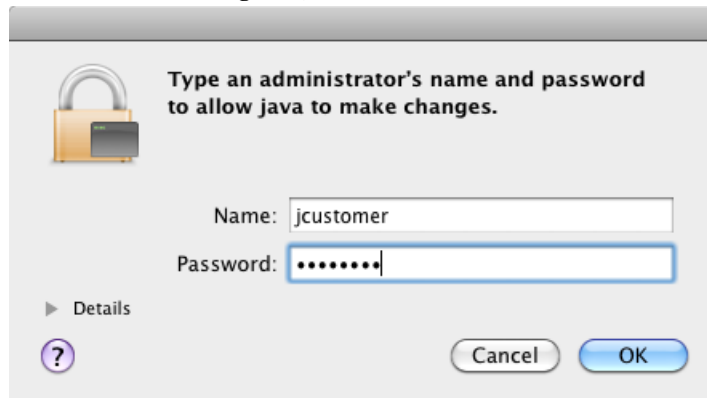 Type an administrator's name and password
to allow java to make changes.
Name: jcustomer
Password: ••••••••
Details
?
Cancel OK